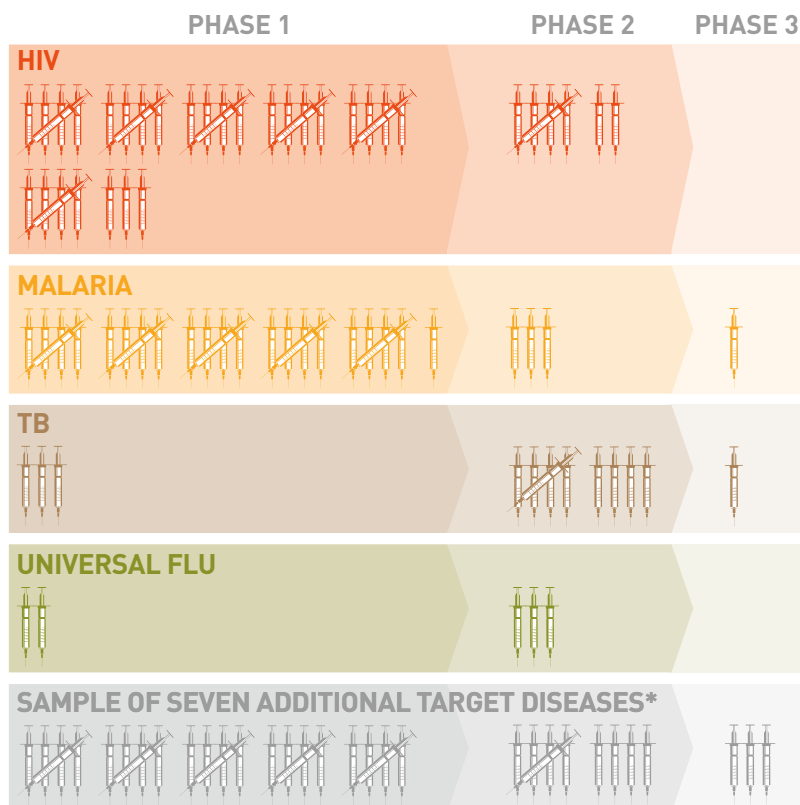 PHASE 1 PHASE 2 PHASE 3
HIV
MALARIA
TB
UNIVERSAL FLU
SAMPLE OF SEVEN ADDITIONAL TARGET DISEASES*